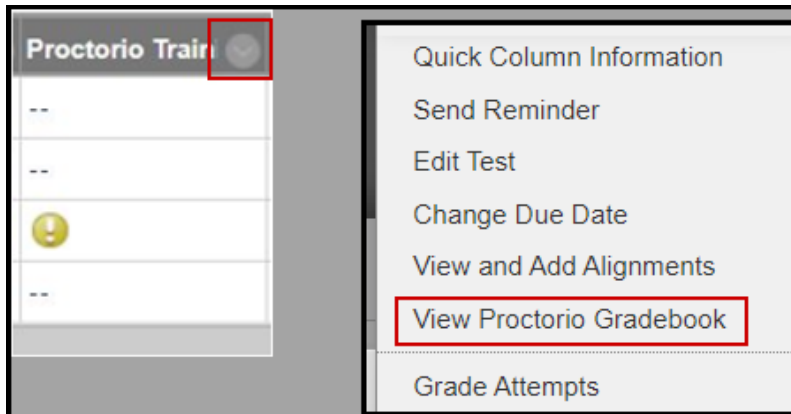 Proctorio Train
--
--
--
Quick Column Information
Send Reminder
Edit Test
Change Due Date
View and Add Alignments
View Proctorio Gradebook
Grade Attempts